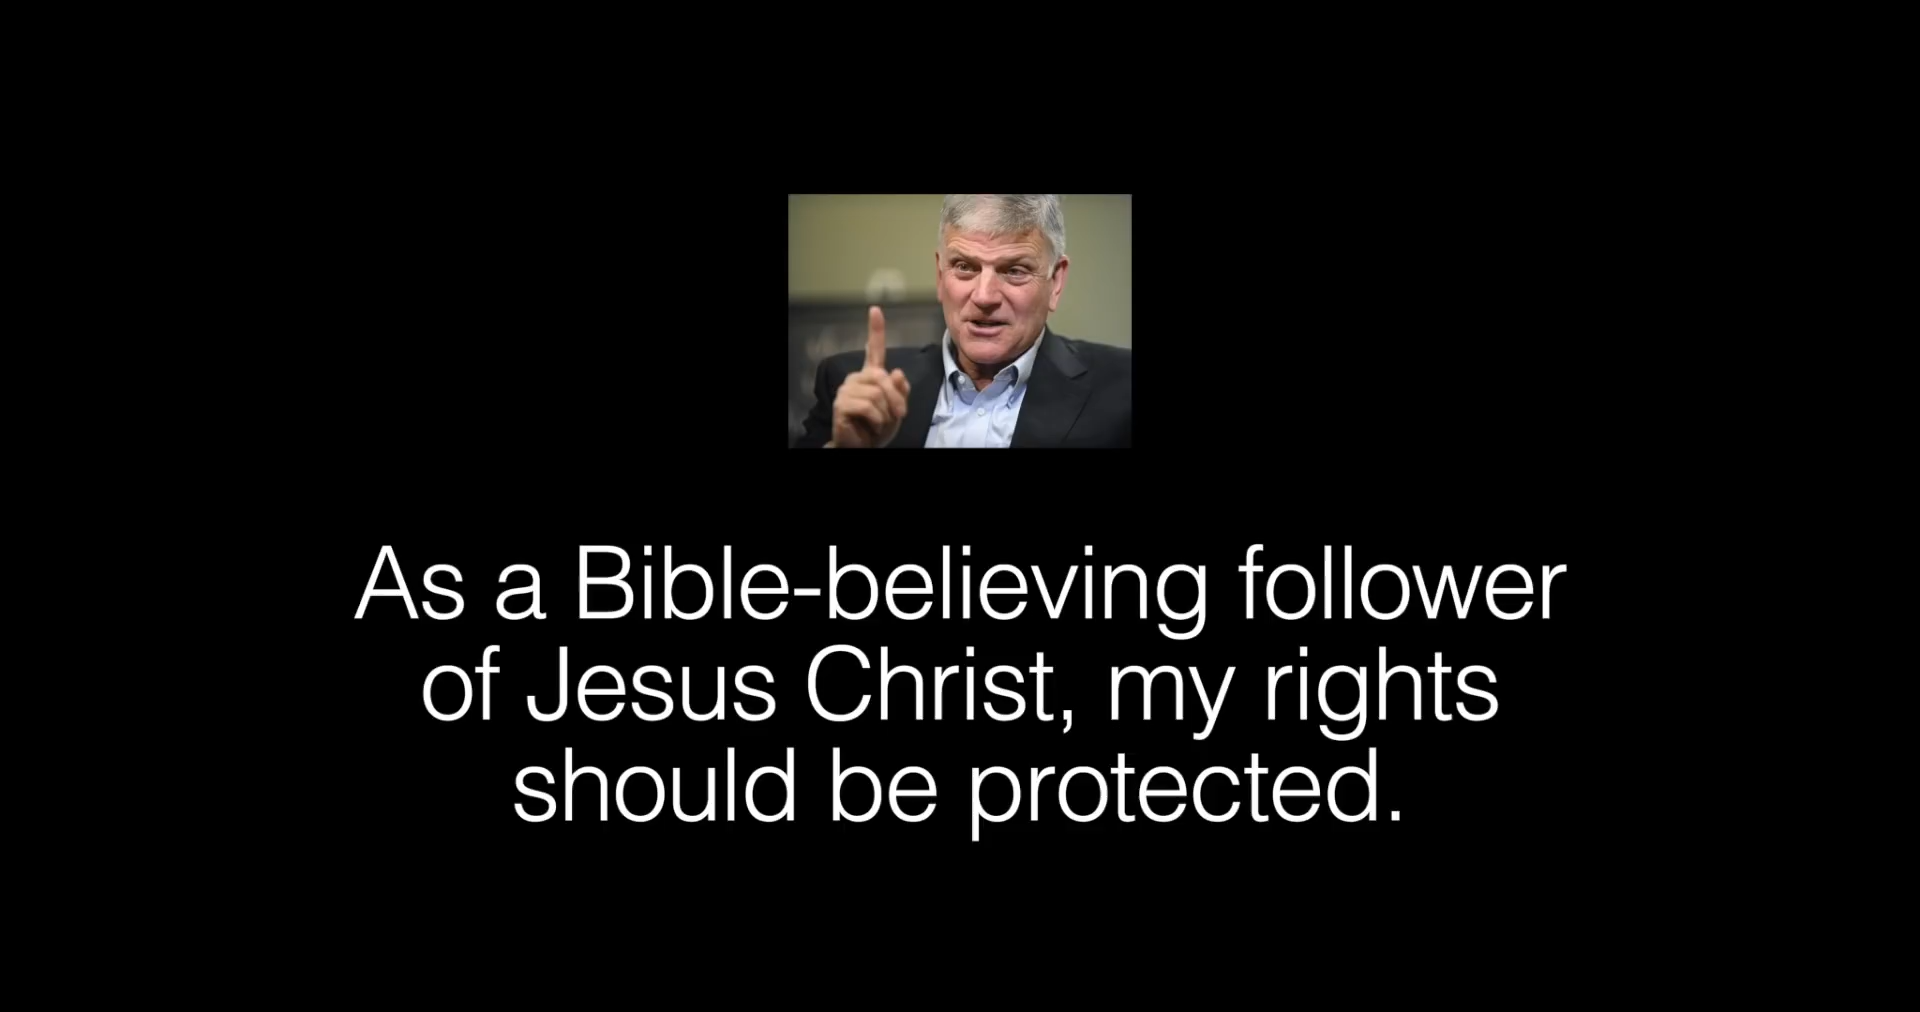 As a Bible-believing follower
of Jesus Christ, my rights
should be protected.